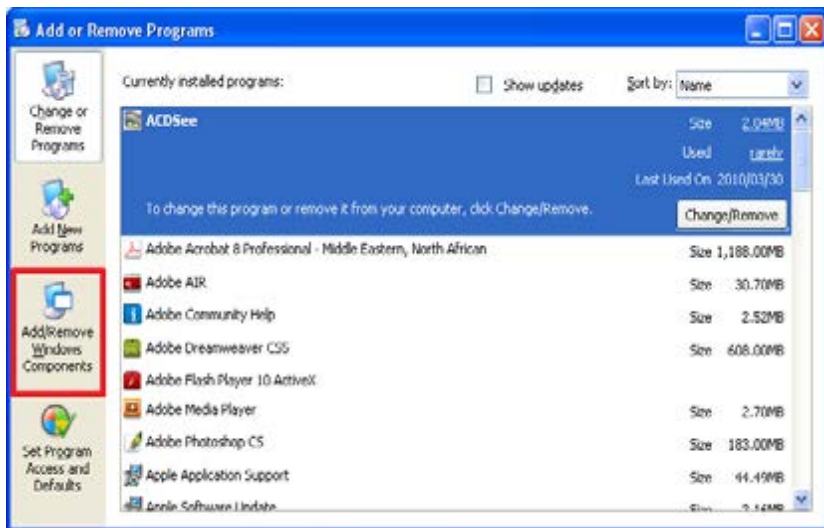 Add or Remove Programs
Change or
Remove
Programs
Add New
Programs
Add/Remove
Windows
Components
Set Program
Access and
Defaults
Currently installed programs:
Show updates
Sort by: Name
ACDSee
Size 2.04MB
Used rarely
Last Used On 2010/03/30
To change this program or remove it from your computer, click Change/Remove.
Change/Remove
Adobe Acrobat 8 Professional - Middle Eastern, North African Size 1,188.00MB
Adobe AIR Size 30.70MB
Adobe Community Help Size 2.52MB
Adobe Dreamweaver CS5 Size 608.00MB
Adobe Flash Player 10 ActiveX
Adobe Media Player Size 2.70MB
Adobe Photoshop CS Size 183.00MB
Apple Application Support Size 44.49MB
Apple Software Update Size 2.16MB